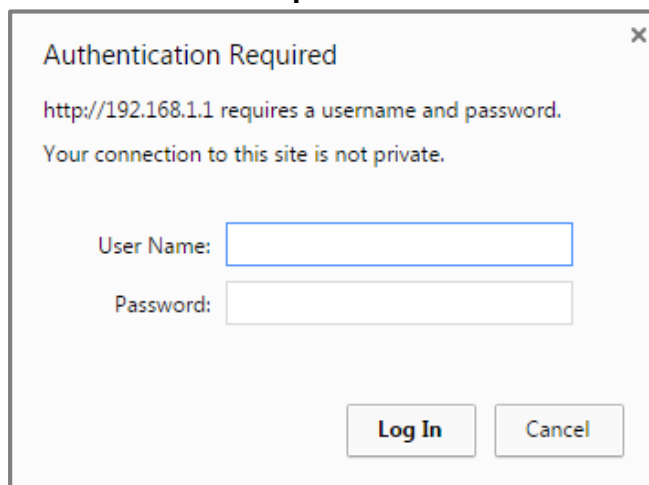 Authentication Required
http://192.168.1.1 requires a username and password.
Your connection to this site is not private.
User Name:
Password:
Log In Cancel